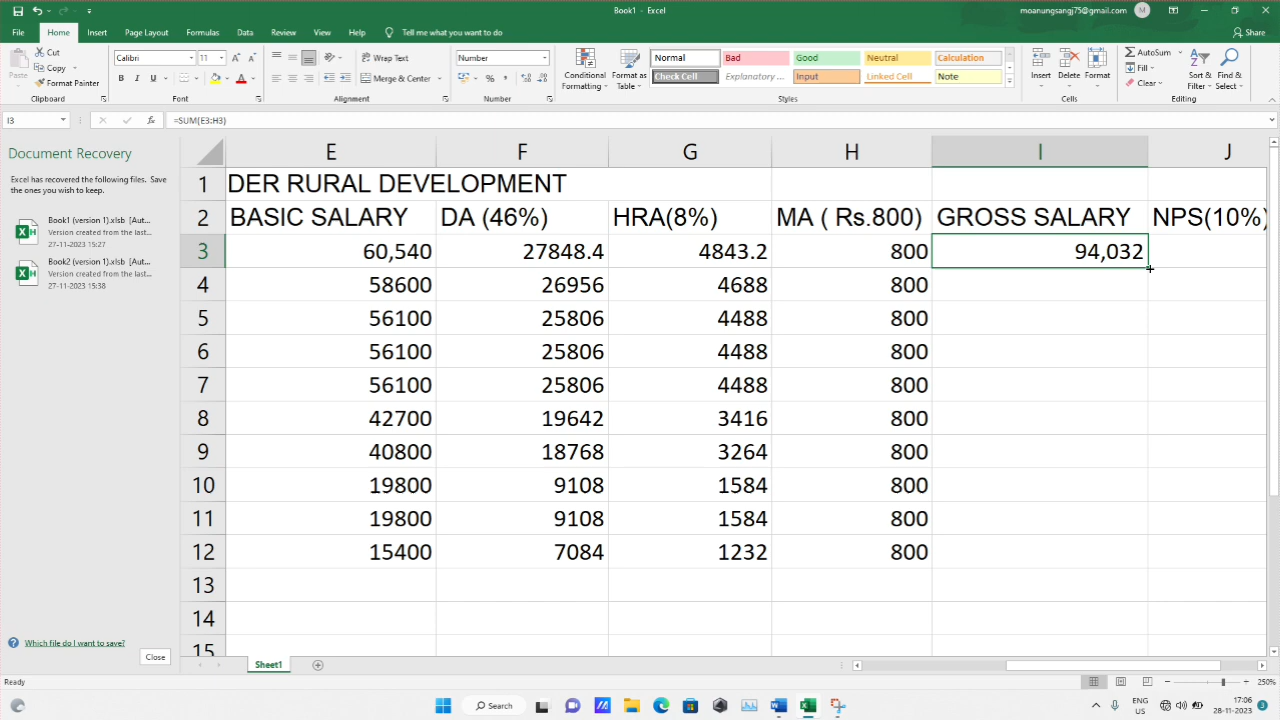 Book1 - Excel
moanungsangj75@gmail.com M
File Home Insert Page Layout Formulas Data Review View Help Tell me what you want to do Share
Paste Cut Copy Format Painter Clipboard
Calibri 11 B I U Font
Wrap Text Merge & Center Alignment
Number % Number
Conditional Formatting Format as Table
Normal Bad Good Neutral Calculation
Check Cell Explanatory ... Input Linked Cell Note
Styles
Insert Delete Format Cells
AutoSum Fill Clear Sort & Filter Find & Select Editing
I3 fx =SUM(E3:H3)
Document Recovery
Excel has recovered the following files. Save
the ones you wish to keep.
Book1 (version 1).xlsb [Aut...
Version created from the last...
27-11-2023 15:27
Book2 (version 1).xlsb [Aut...
Version created from the last...
27-11-2023 15:38
Which file do I want to save?
Close
E F G H I J
1 DER RURAL DEVELOPMENT
2 BASIC SALARY DA (46%) HRA(8%) MA ( Rs.800) GROSS SALARY NPS(10%)
3 60,540 27848.4 4843.2 800 94,032
4 58600 26956 4688 800
5 56100 25806 4488 800
6 56100 25806 4488 800
7 56100 25806 4488 800
8 42700 19642 3416 800
9 40800 18768 3264 800
10 19800 9108 1584 800
11 19800 9108 1584 800
12 15400 7084 1232 800
13
14
15
Sheet1
Ready 250%
Search ENG US 17:06 28-11-2023